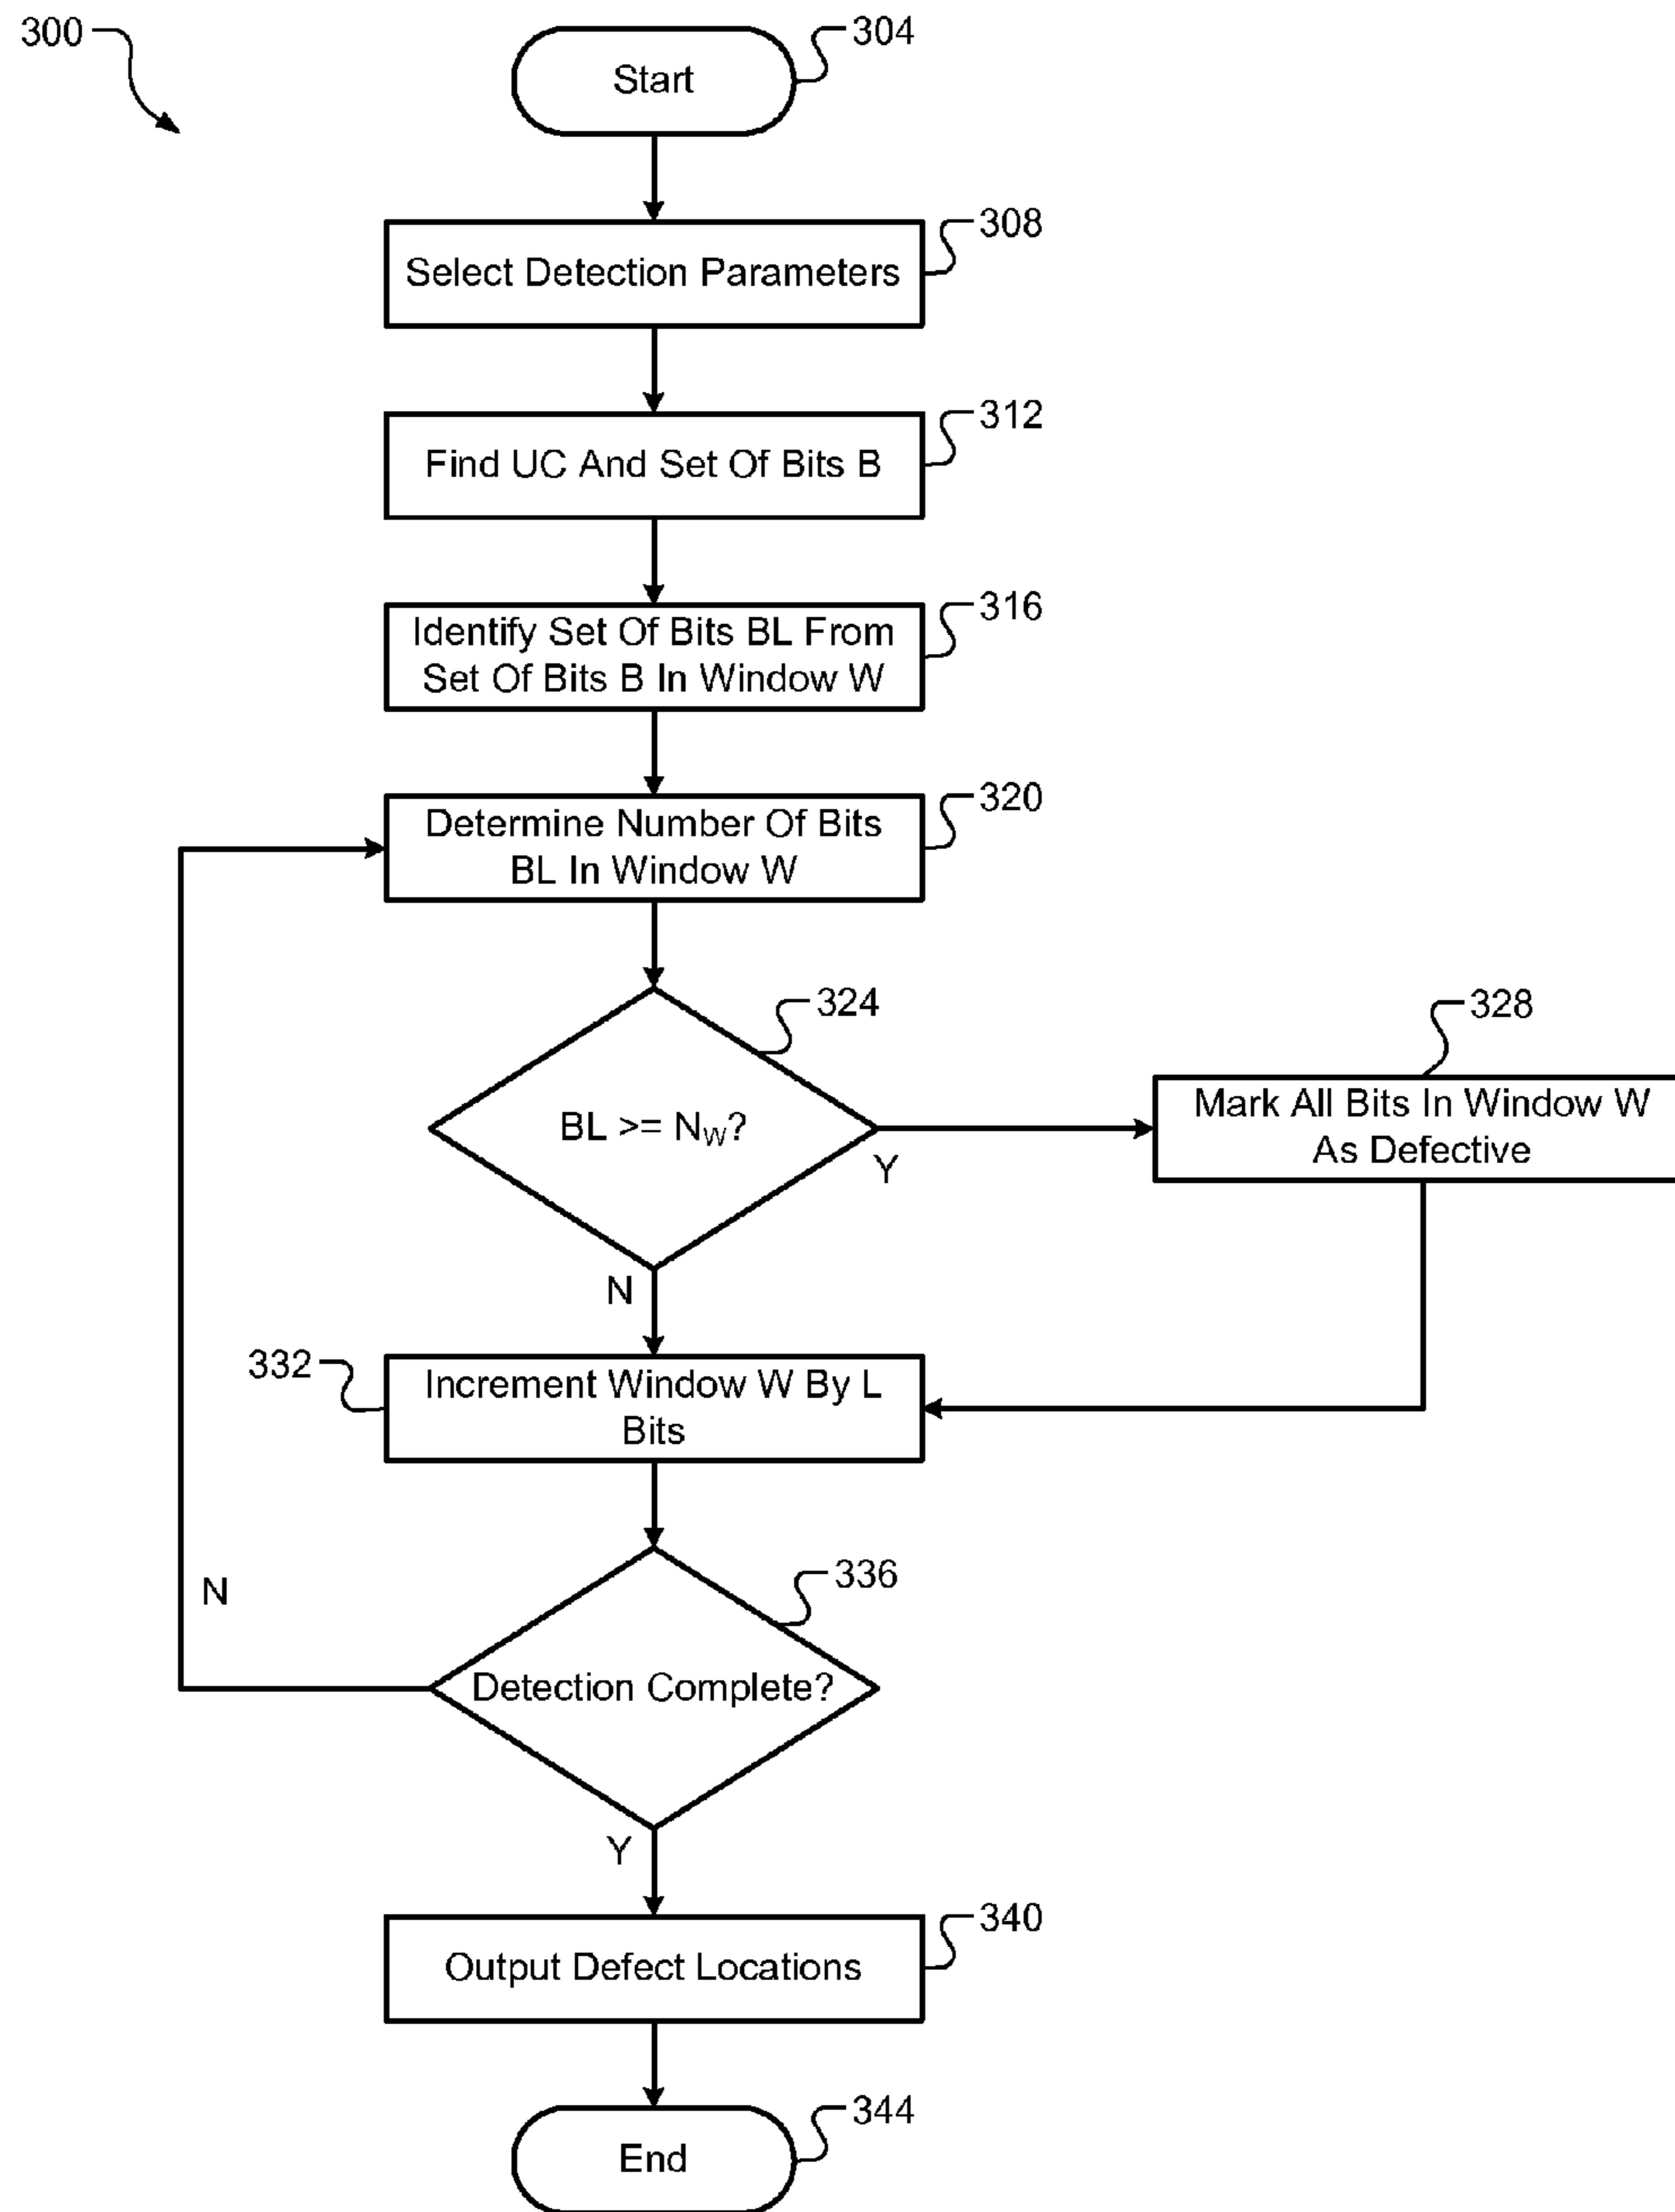 300
304
Start
308
Select Detection Parameters
312
Find UC And Set Of Bits B
316
Identify Set Of Bits BL From
Set Of Bits B In Window W
320
Determine Number Of Bits
BL In Window W
324
BL >= NW?
Y
328
Mark All Bits In Window W
As Defective
N
332
Increment Window W By L
Bits
336
Detection Complete?
N
Y
340
Output Defect Locations
344
End